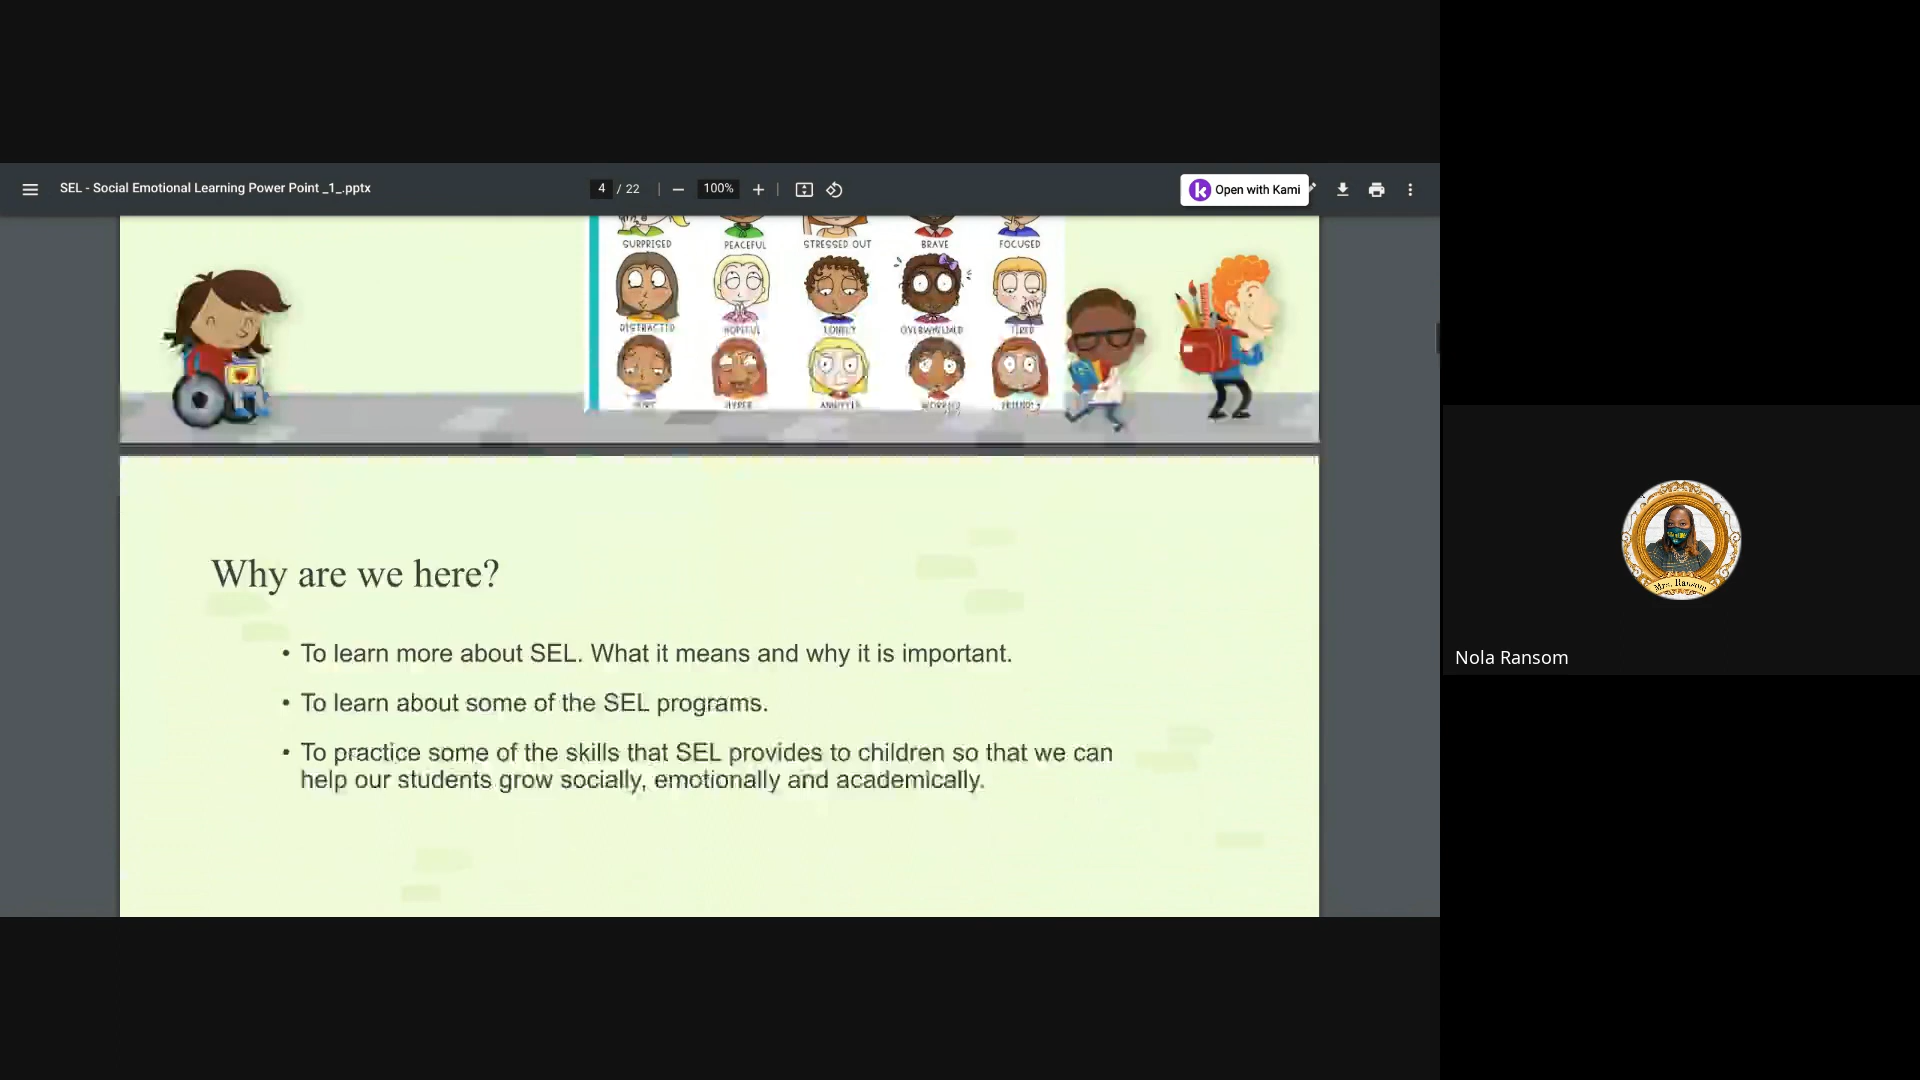 SEL - Social Emotional Learning Power Point _1_.pptx
4 / 22
100%
Open with Kami
SURPRISED PEACEFUL STRESSED OUT BRAVE FOCUSED
DISTRACTED HOPEFUL LONELY OVERWHELMED TIRED
HURT HYPER ANNOYED WORRIED FRIENDLY
Why are we here?
• To learn more about SEL. What it means and why it is important.
• To learn about some of the SEL programs.
• To practice some of the skills that SEL provides to children so that we can
help our students grow socially, emotionally and academically.
Mrs. Ransom
Nola Ransom